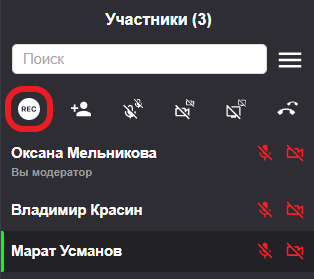 Участники (3)
Поиск
REC
Оксана Мельникова
Вы модератор
Владимир Красин
Марат Усманов